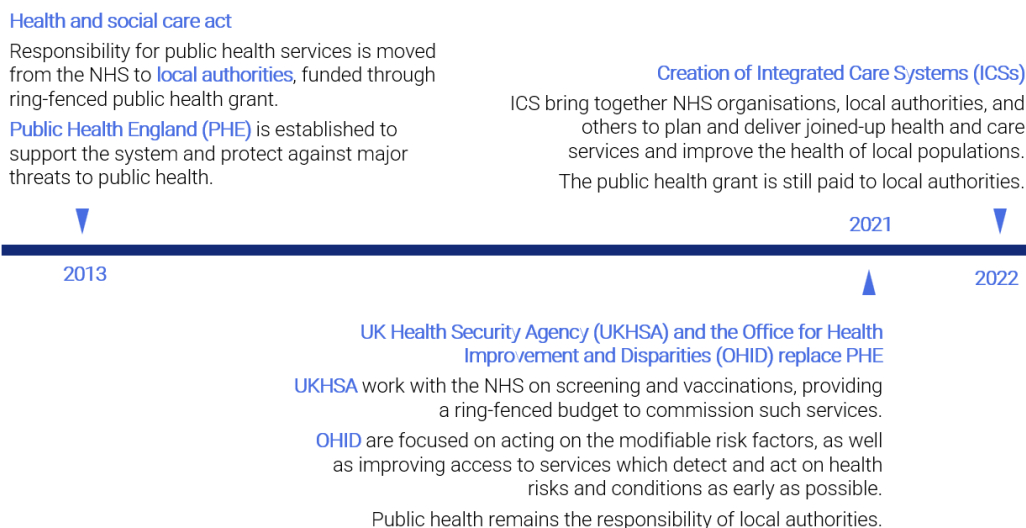 Health and social care act
Responsibility for public health services is moved
from the NHS to local authorities, funded through
ring-fenced public health grant.
Public Health England (PHE) is established to
support the system and protect against major
threats to public health.
2013
UK Health Security Agency (UKHSA) and the Office for Health
Improvement and Disparities (OHID) replace PHE
UKHSA work with the NHS on screening and vaccinations, providing
a ring-fenced budget to commission such services.
OHID are focused on acting on the modifiable risk factors, as well
as improving access to services which detect and act on health
risks and conditions as early as possible.
Public health remains the responsibility of local authorities.
2021
Creation of Integrated Care Systems (ICSs)
ICS bring together NHS organisations, local authorities, and
others to plan and deliver joined-up health and care
services and improve the health of local populations.
The public health grant is still paid to local authorities.
2022